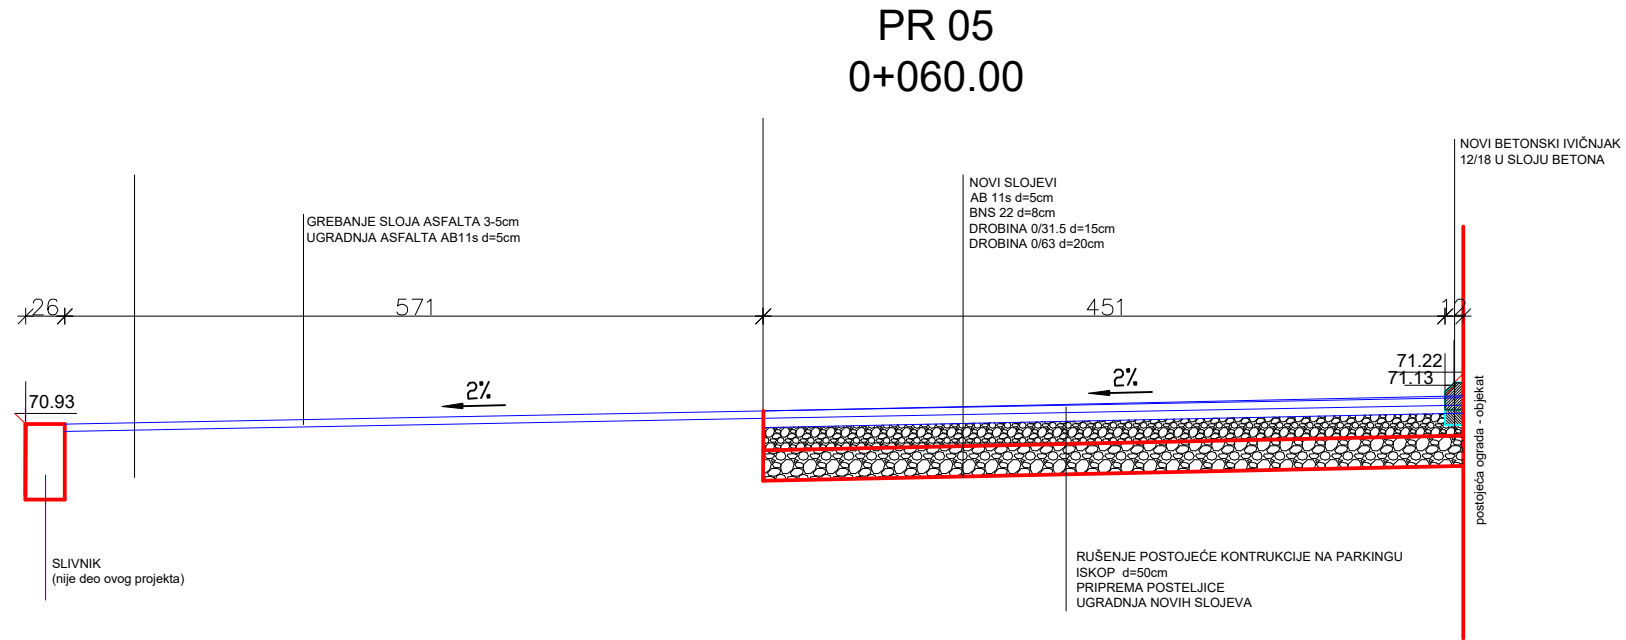 PR 05
0+060.00
NOVI BETONSKI IVIČNJAK
12/18 U SLOJU BETONA
NOVI SLOJEVI
AB 11s d=5cm
BNS 22 d=8cm
DROBINA 0/31.5 d=15cm
DROBINA 0/63 d=20cm
GREBANJE SLOJA ASFALTA 3-5cm
UGRADNJA ASFALTA AB11s d=5cm
26
571
451
12
71.22
71.13
2%
2%
70.93
postojeća ograda - objekat
SLIVNIK
(nije deo ovog projekta)
RUŠENJE POSTOJEĆE KONTRUKCIJE NA PARKINGU
ISKOP d=50cm
PRIPREMA POSTELJICE
UGRADNJA NOVIH SLOJEVA